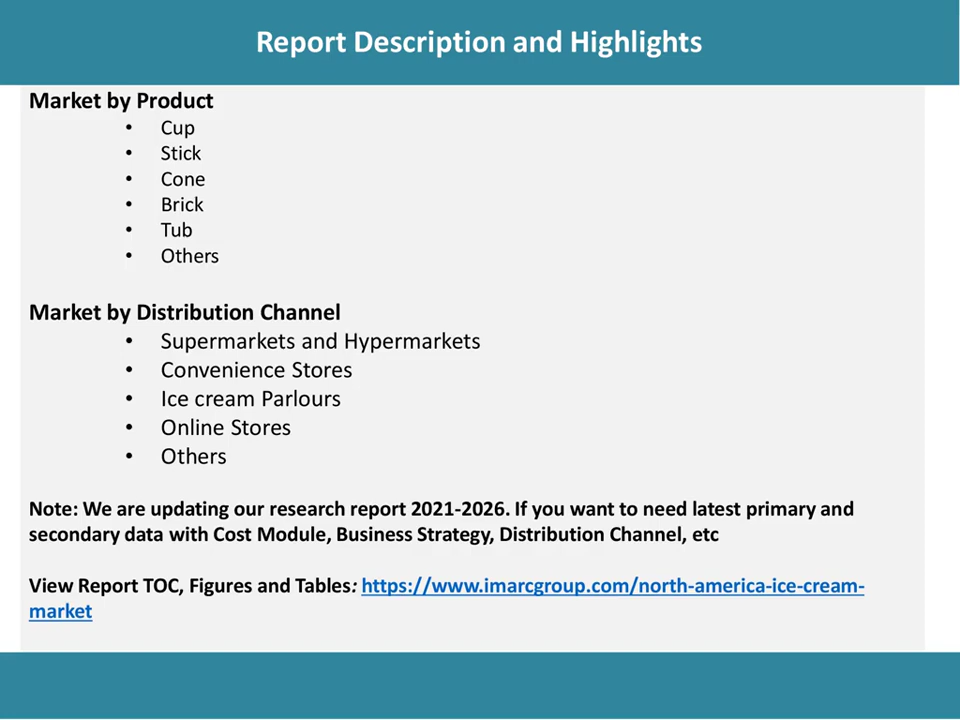 Report Description and Highlights
Market by Product
• Cup
• Stick
• Cone
• Brick
• Tub
• Others
Market by Distribution Channel
• Supermarkets and Hypermarkets
• Convenience Stores
• Ice cream Parlours
• Online Stores
• Others
Note: We are updating our research report 2021-2026. If you want to need latest primary and
secondary data with Cost Module, Business Strategy, Distribution Channel, etc
View Report TOC, Figures and Tables: https://www.imarcgroup.com/north-america-ice-cream-
market